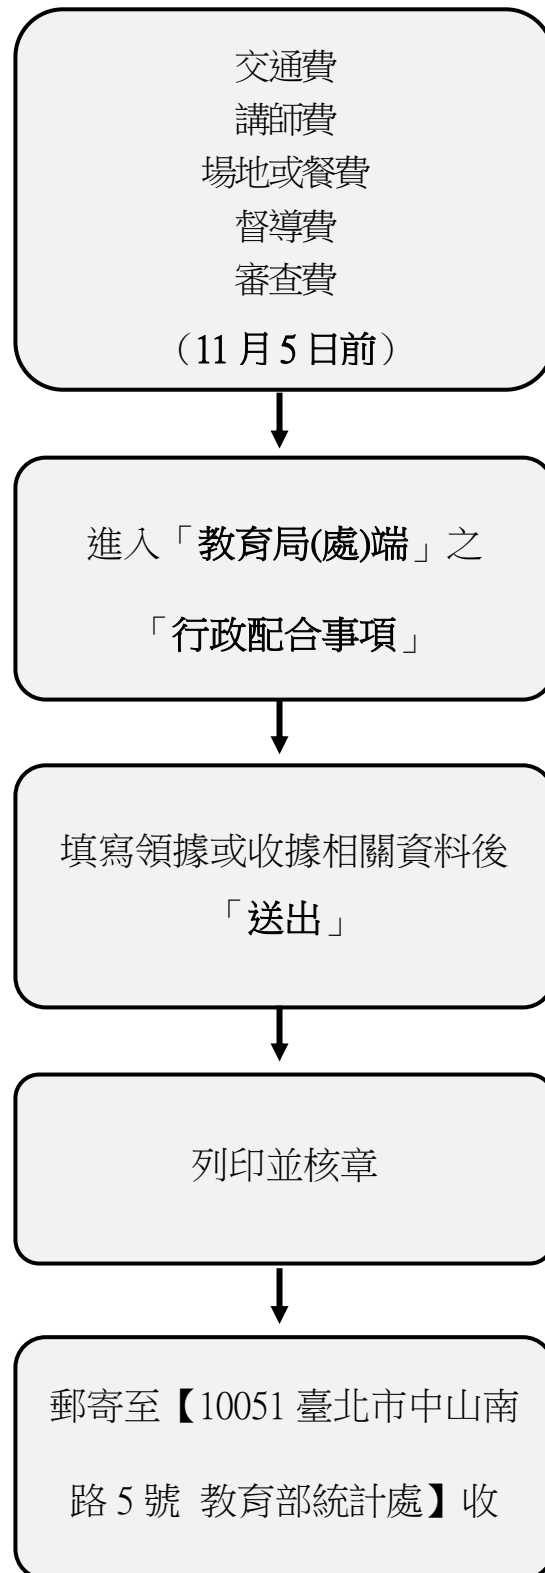 交通費
講師費
場地或餐費
督導費
審查費
（11 月 5 日前）
進入「教育局(處)端」之
「行政配合事項」
填寫領據或收據相關資料後
「送出」
列印並核章
郵寄至【10051 臺北市中山南
路 5 號 教育部統計處】收